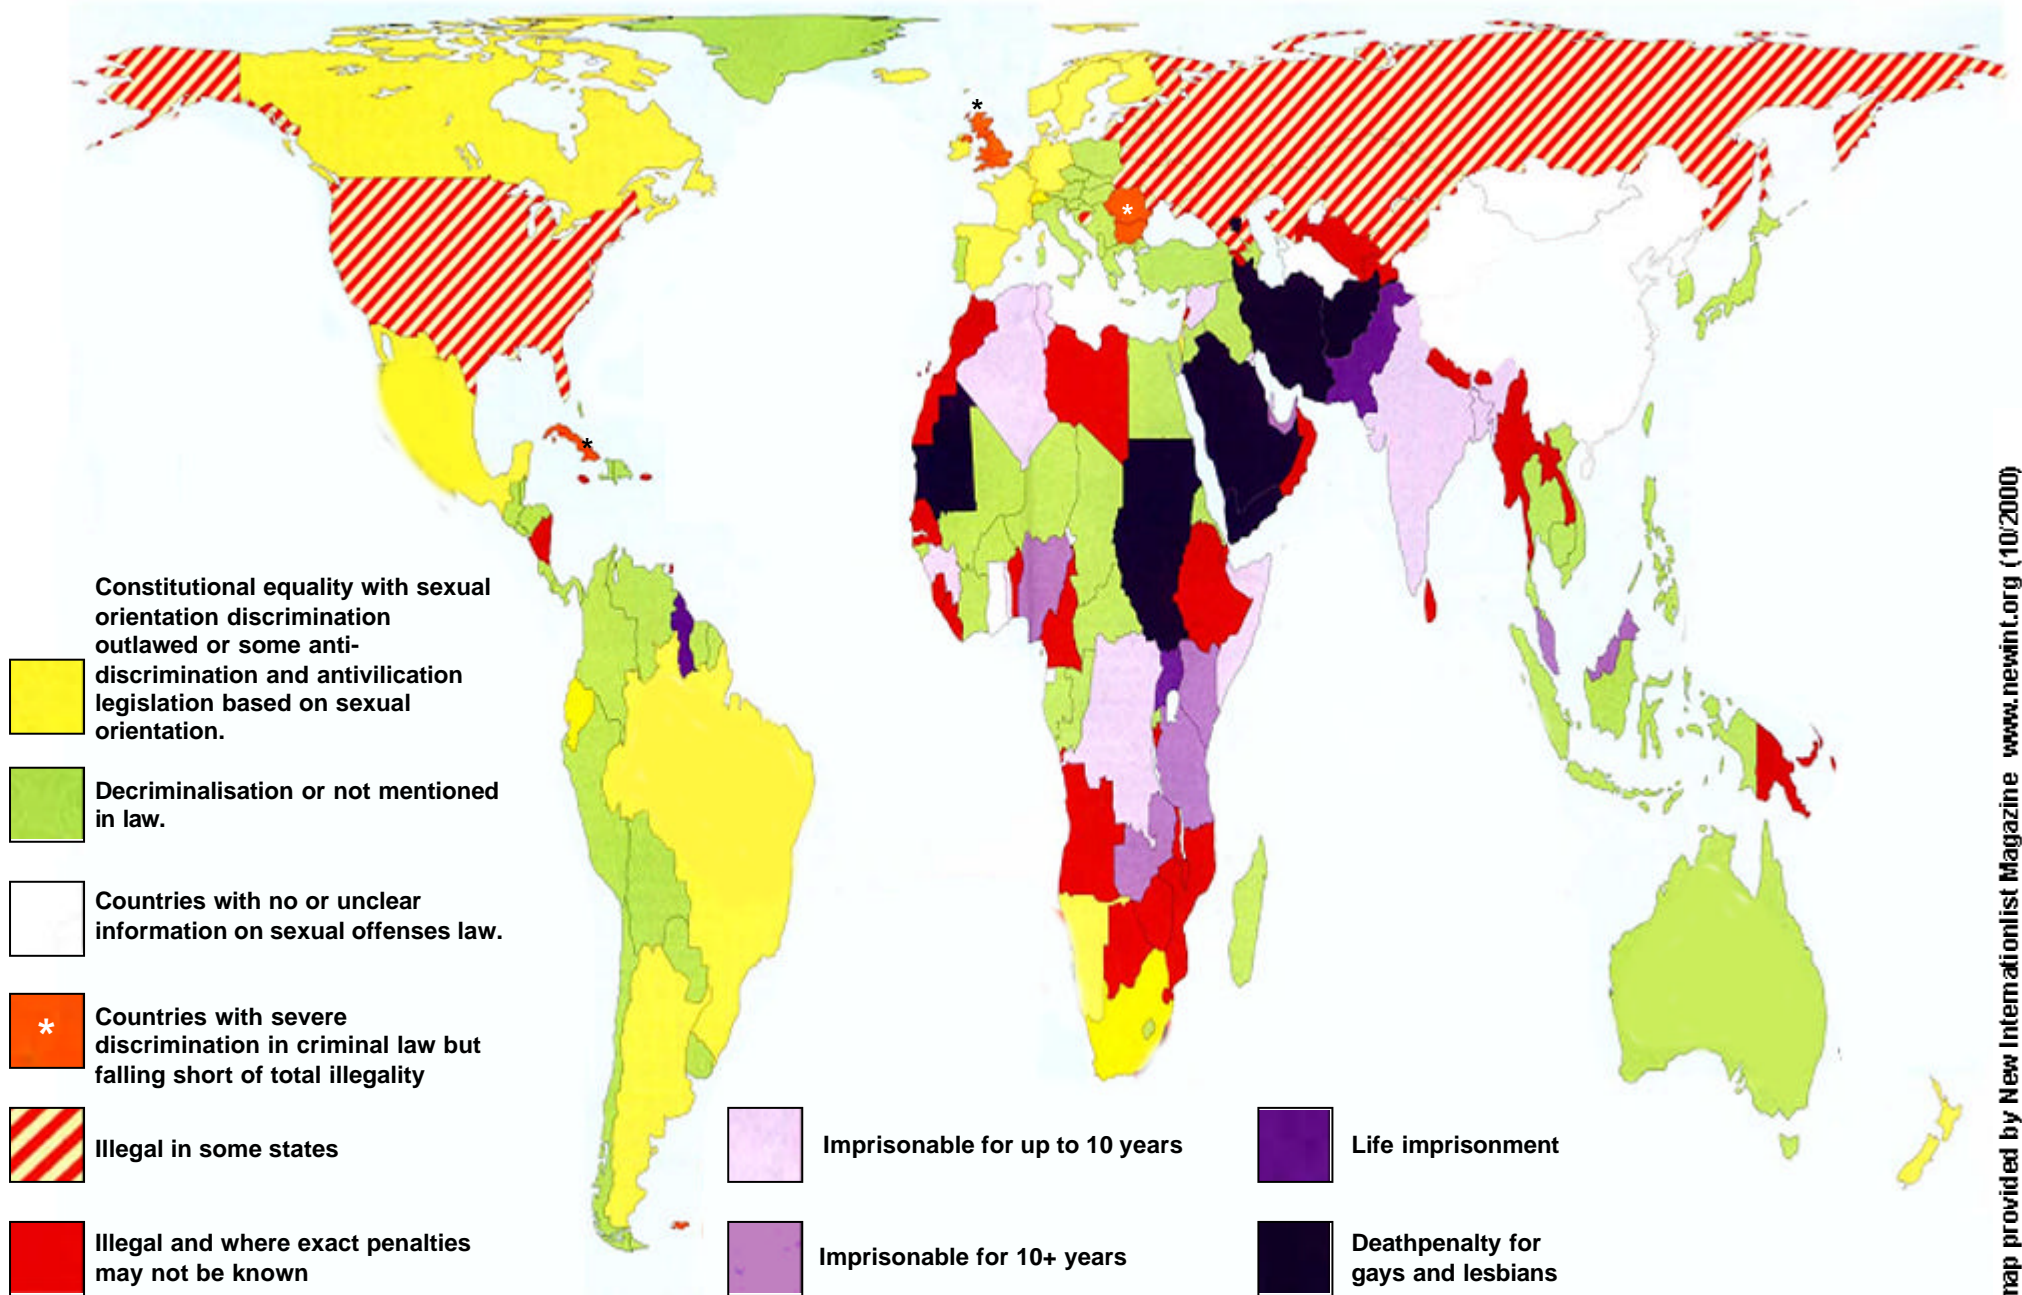 *
*
*
Constitutional equality with sexual
orientation discrimination
outlawed or some anti-
discrimination and antivilication
legislation based on sexual
orientation.
Decriminalisation or not mentioned
in law.
Countries with no or unclear
information on sexual offenses law.
*
Countries with severe
discrimination in criminal law but
falling short of total illegality
Illegal in some states
Illegal and where exact penalties
may not be known
Imprisonable for up to 10 years
Imprisonable for 10+ years
Life imprisonment
Deathpenalty for
gays and lesbians
map provided by New Internationlist Magazine www.newint.org (10/2000)